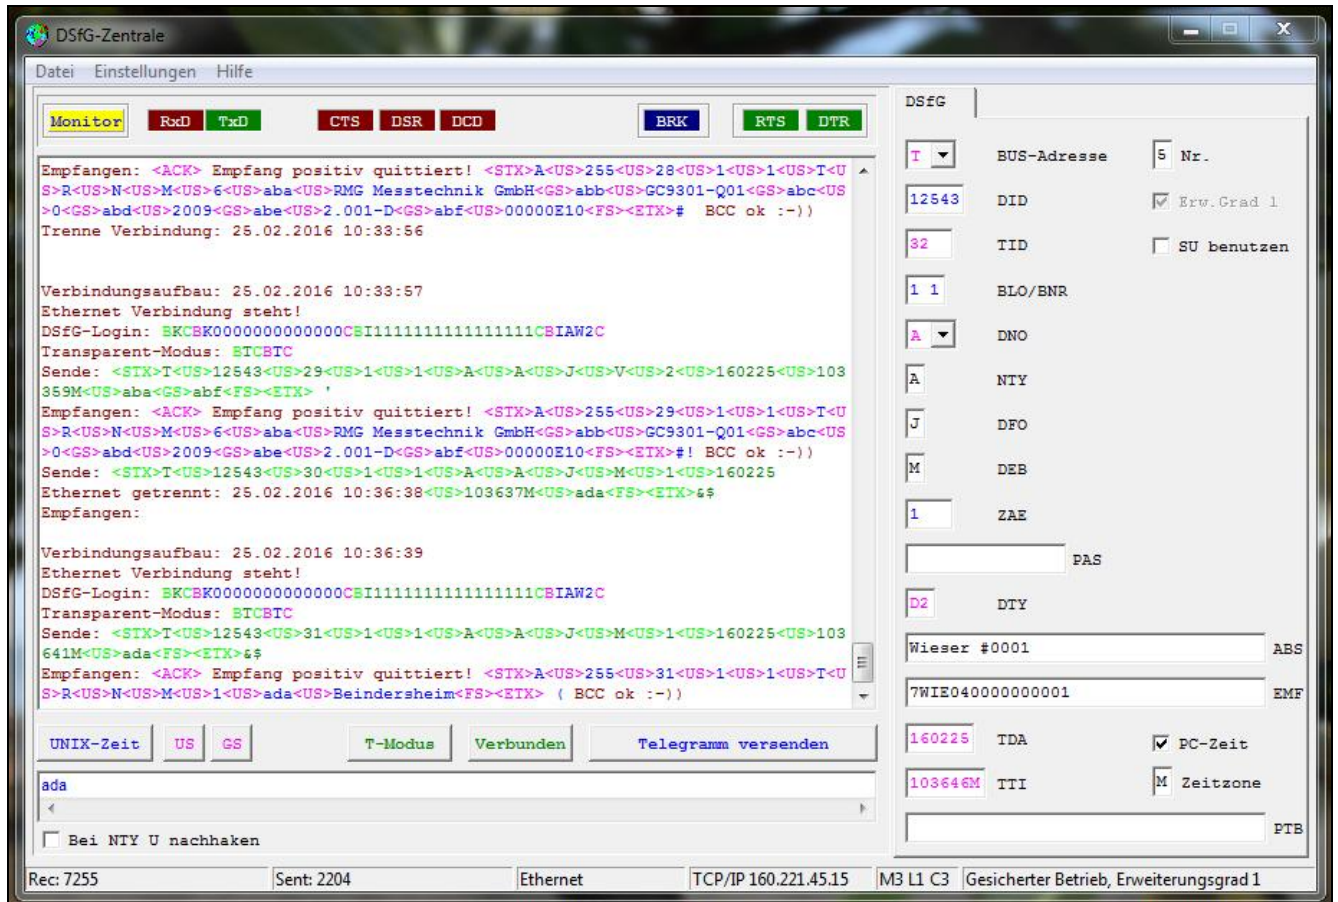 DSfG-Zentrale
Datei Einstellungen Hilfe
Monitor RxD TxD CTS DSR DCD BRK RTS DTR
Empfangen: <ACK> Empfang positiv quittiert! <STX>A<US>255<US>28<US>1<US>1<US>T<U
S>R<US>N<US>M<US>6<US>aba<US>RMG Messtechnik GmbH<GS>abb<US>GC9301-Q01<GS>abc<US
>0<GS>abd<US>2009<GS>abe<US>2.001-D<GS>abf<US>00000E10<FS><ETX># BCC ok :-))
Trenne Verbindung: 25.02.2016 10:33:56
Verbindungsaufbau: 25.02.2016 10:33:57
Ethernet Verbindung steht!
DSfG-Login: BKCBK0000000000000CBI1111111111111111CBIAW2C
Transparent-Modus: BTCBTC
Sende: <STX>T<US>12543<US>29<US>1<US>1<US>A<US>A<US>J<US>V<US>2<US>160225<US>103
359M<US>aba<GS>abf<FS><ETX> '
Empfangen: <ACK> Empfang positiv quittiert! <STX>A<US>255<US>29<US>1<US>1<US>T<U
S>R<US>N<US>M<US>6<US>aba<US>RMG Messtechnik GmbH<GS>abb<US>GC9301-Q01<GS>abc<US
>0<GS>abd<US>2009<GS>abe<US>2.001-D<GS>abf<US>00000E10<FS><ETX>#! BCC ok :-))
Sende: <STX>T<US>12543<US>30<US>1<US>1<US>A<US>A<US>J<US>M<US>1<US>160225
Ethernet getrennt: 25.02.2016 10:36:38<US>103637M<US>ada<FS><ETX>&$
Empfangen:
Verbindungsaufbau: 25.02.2016 10:36:39
Ethernet Verbindung steht!
DSfG-Login: BKCBK0000000000000CBI1111111111111111CBIAW2C
Transparent-Modus: BTCBTC
Sende: <STX>T<US>12543<US>31<US>1<US>1<US>A<US>A<US>J<US>M<US>1<US>160225<US>103
641M<US>ada<FS><ETX>&$
Empfangen: <ACK> Empfang positiv quittiert! <STX>A<US>255<US>31<US>1<US>1<US>T<U
S>R<US>N<US>M<US>1<US>ada<US>Beindersheim<FS><ETX> ( BCC ok :-))
UNIX-Zeit US GS T-Modus Verbunden Telegramm versenden
ada
Bei NTY U nachhaken
DSfG
T BUS-Adresse 5 Nr.
12543 DID Erw.Grad 1
32 TID SU benutzen
1 1 BLO/BNR
A DNO
A NTY
J DFO
M DEB
1 ZAE
PAS
D2 DTY
Wieser #0001 ABS
7WIE040000000001 EMF
160225 TDA PC-Zeit
103646M TTI M Zeitzone
PTB
Rec: 7255 Sent: 2204 Ethernet TCP/IP 160.221.45.15 M3 L1 C3 Gesicherter Betrieb, Erweiterungsgrad 1